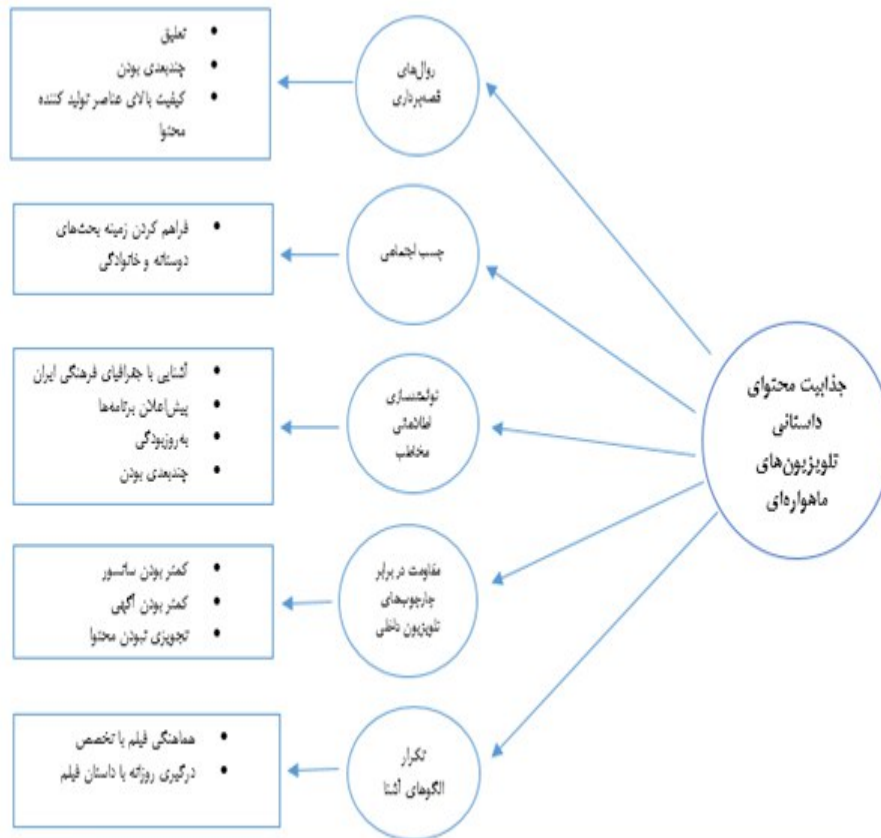 جذابیت محتوای
داستانی
تلویزیون‌های
ماهواره‌ای
روال‌های
قصه‌پردازی
تعلیق
چندبعدی بودن
کیفیت بالای عناصر تولید کننده
محتوا
چسب اجتماعی
فراهم کردن زمینه بحث‌های
دوستانه و خانوادگی
توانمندسازی
اطلاعاتی
مخاطب
آشنایی با جغرافیای فرهنگی ایران
پیش‌اعلان برنامه‌ها
به‌روزبودگی
چندبعدی بودن
مقاومت در برابر
چارچوب‌های
تلویزیون داخلی
کمتر بودن سانسور
کمتر بودن آگهی
تجویزی نبودن محتوا
تکرار
الگوهای آشنا
هماهنگی فیلم با تخصص
درگیری روزانه با داستان فیلم